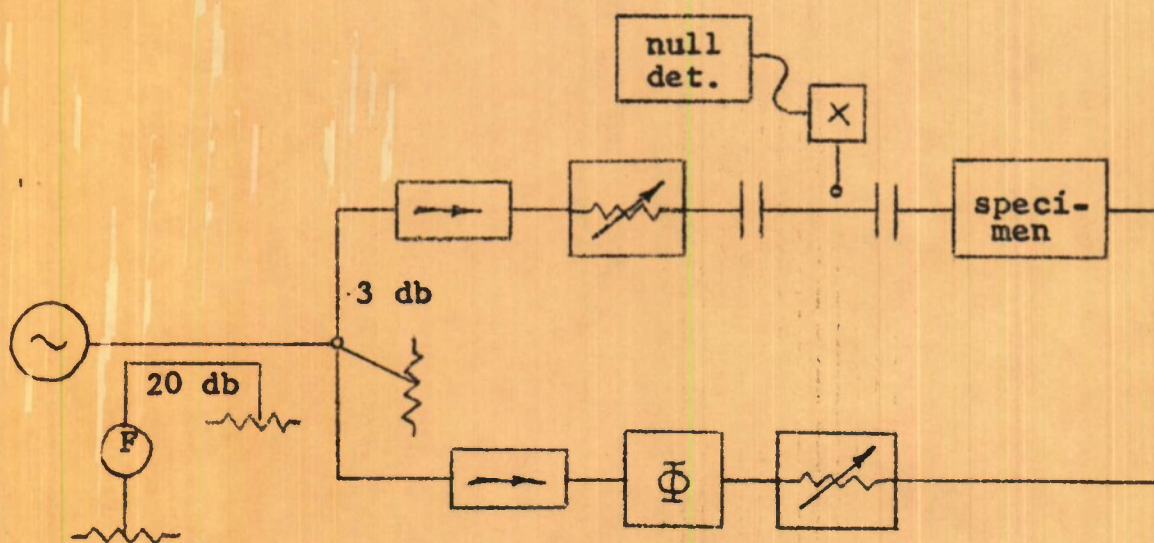 null
det.
X
speci-
men
3 db
~
20 db
F
Φ